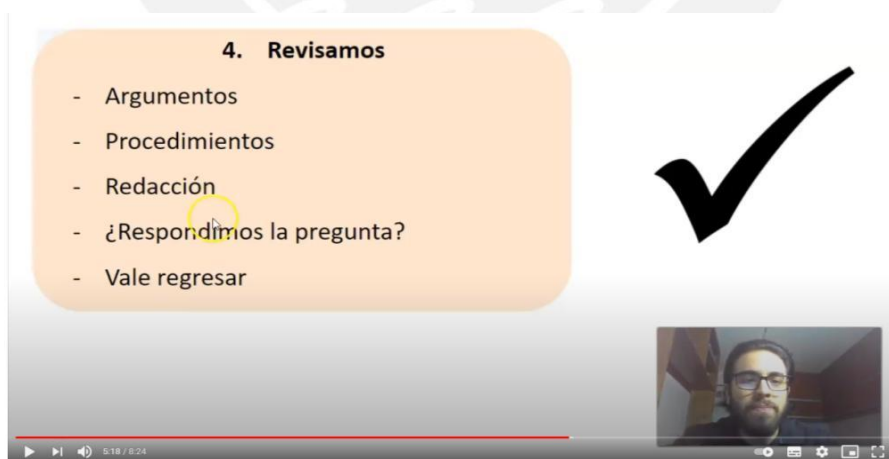 4. Revisamos
- Argumentos
- Procedimientos
- Redacción
- ¿Respondimos la pregunta?
- Vale regresar
5:18 / 8:24